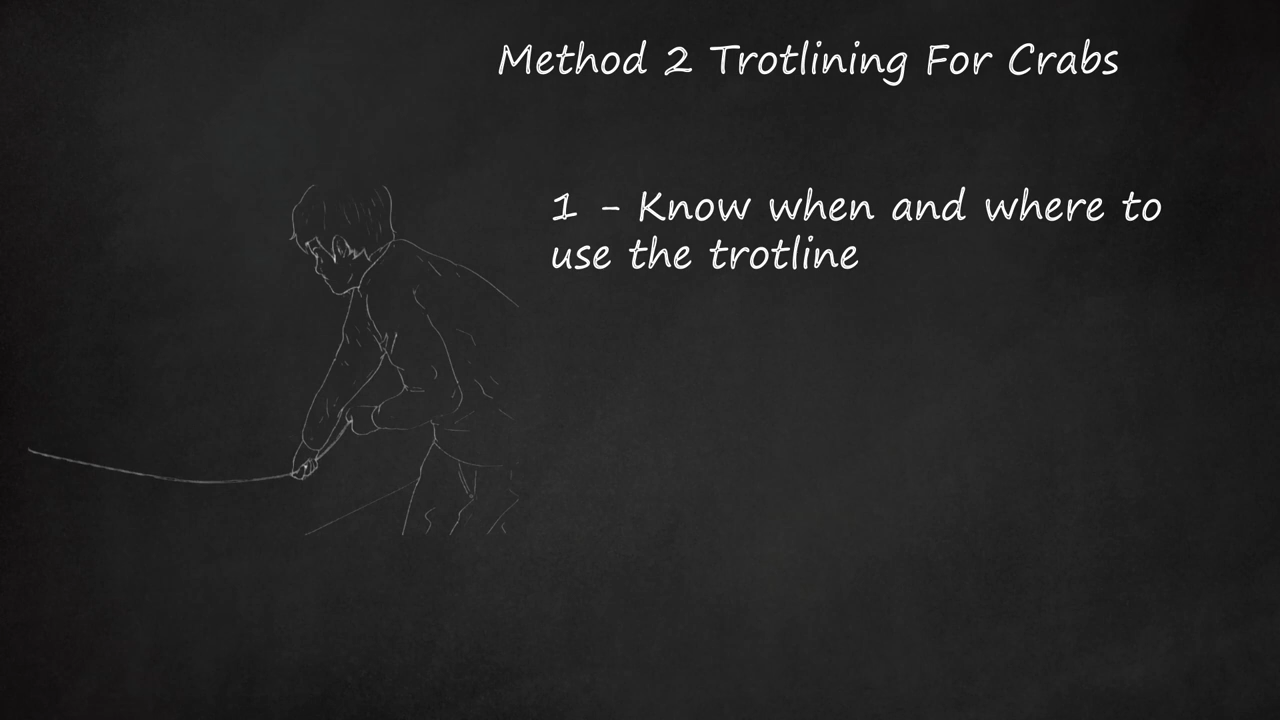 Method 2 Trotlining For Crabs
1 - Know when and where to
use the trotline